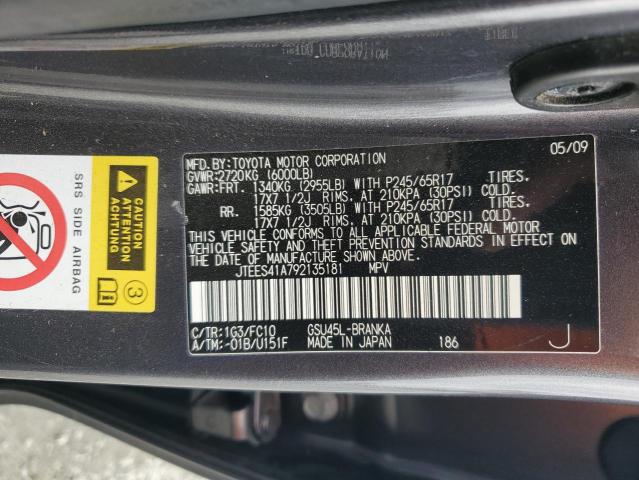 MFD.BY:TOYOTA MOTOR CORPORATION 05/09
GVWR:2720KG (6000LB)
GAWR:FRT. 1340KG (2955LB) WITH P245/65R17 TIRES.
17X7 1/2J RIMS. AT 210KPA (30PSI) COLD.
RR. 1585KG (3505LB) WITH P245/65R17 TIRES.
17X7 1/2J RIMS. AT 210KPA (30PSI) COLD.
THIS VEHICLE CONFORMS TO ALL APPLICABLE FEDERAL MOTOR
VEHICLE SAFETY AND THEFT PREVENTION STANDARDS IN EFFECT ON
THE DATE OF MANUFACTURE SHOWN ABOVE.
JTEES41A792135181 MPV
C/TR:1G3/FC10 GSU45L-BRANKA
A/TM:-01B/U151F MADE IN JAPAN 186 J
CAUTION
ATTENTION
ACHTUNG
SRS SIDE AIRBAG
3